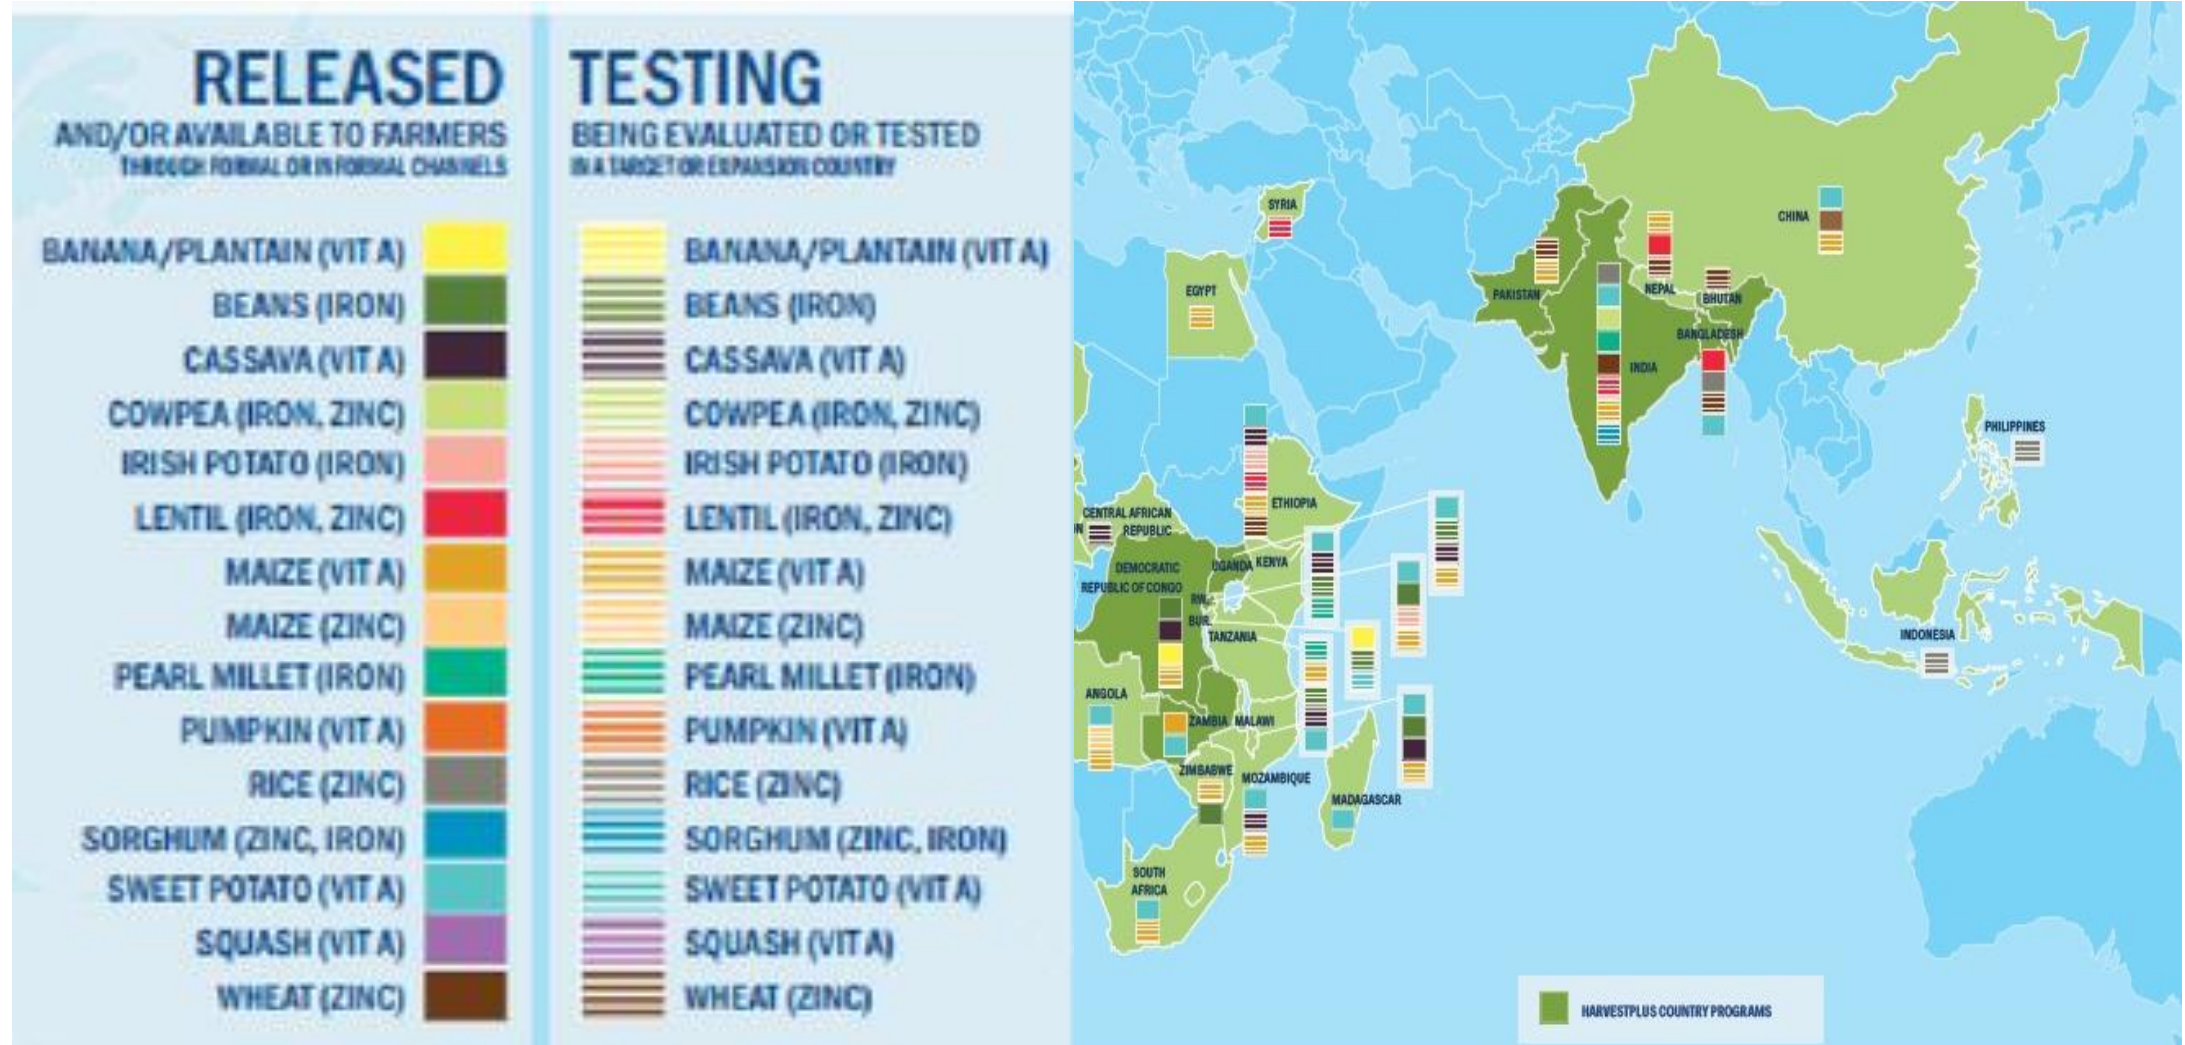 RELEASED
AND/OR AVAILABLE TO FARMERS
THROUGH FORMAL OR INFORMAL CHANNELS
BANANA/PLANTAIN (VIT A)
BEANS (IRON)
CASSAVA (VIT A)
COWPEA (IRON, ZINC)
IRISH POTATO (IRON)
LENTIL (IRON, ZINC)
MAIZE (VIT A)
MAIZE (ZINC)
PEARL MILLET (IRON)
PUMPKIN (VIT A)
RICE (ZINC)
SORGHUM (ZINC, IRON)
SWEET POTATO (VIT A)
SQUASH (VIT A)
WHEAT (ZINC)
TESTING
BEING EVALUATED OR TESTED
IN A TARGET OR EXPANSION COUNTRY
BANANA/PLANTAIN (VIT A)
BEANS (IRON)
CASSAVA (VIT A)
COWPEA (IRON, ZINC)
IRISH POTATO (IRON)
LENTIL (IRON, ZINC)
MAIZE (VIT A)
MAIZE (ZINC)
PEARL MILLET (IRON)
PUMPKIN (VIT A)
RICE (ZINC)
SORGHUM (ZINC, IRON)
SWEET POTATO (VIT A)
SQUASH (VIT A)
WHEAT (ZINC)
SYRIA
CHINA
EGYPT
PAKISTAN
NEPAL
BHUTAN
BANGLADESH
INDIA
PHILIPPINES
ETHIOPIA
CENTRAL AFRICAN
REPUBLIC
N
DEMOCRATIC
REPUBLIC OF CONGO
UGANDA
KENYA
RW.
BUR.
TANZANIA
INDONESIA
ANGOLA
ZAMBIA
MALAWI
ZIMBABWE
MOZAMBIQUE
MADAGASCAR
SOUTH
AFRICA
HARVESTPLUS COUNTRY PROGRAMS